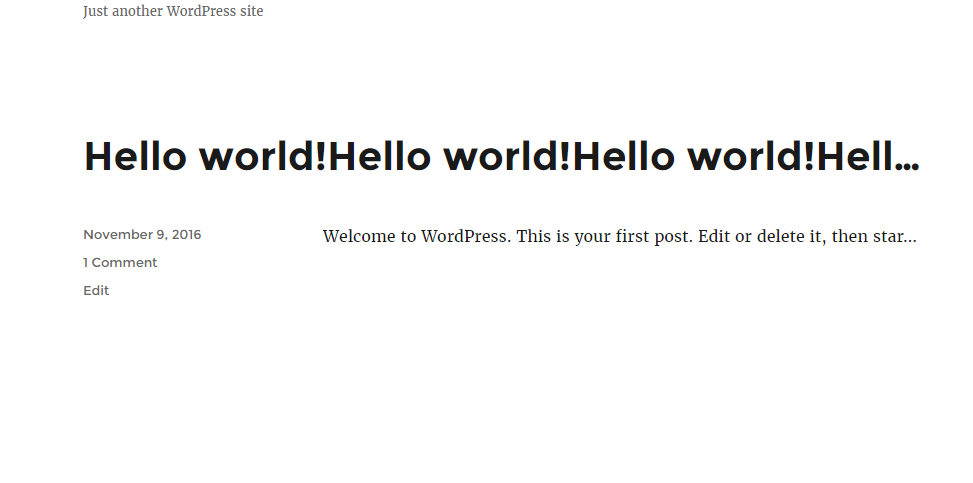 Just another WordPress site
Hello world!Hello world!Hello world!Hell...
November 9, 2016
Welcome to WordPress. This is your first post. Edit or delete it, then star...
1 Comment
Edit